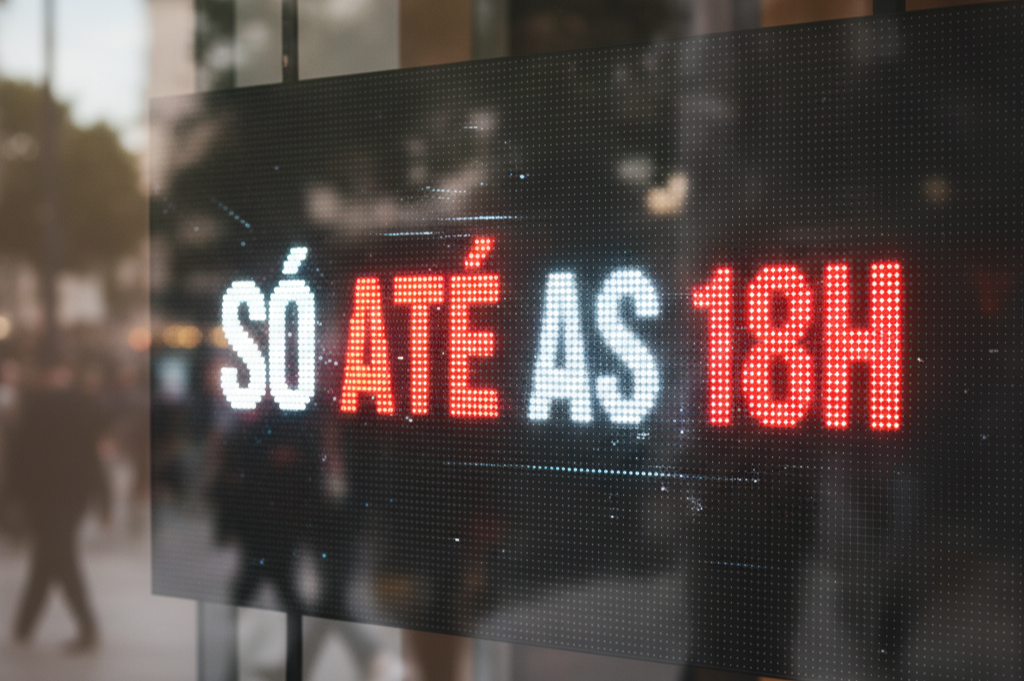 SÓ ATÉ AS 18H